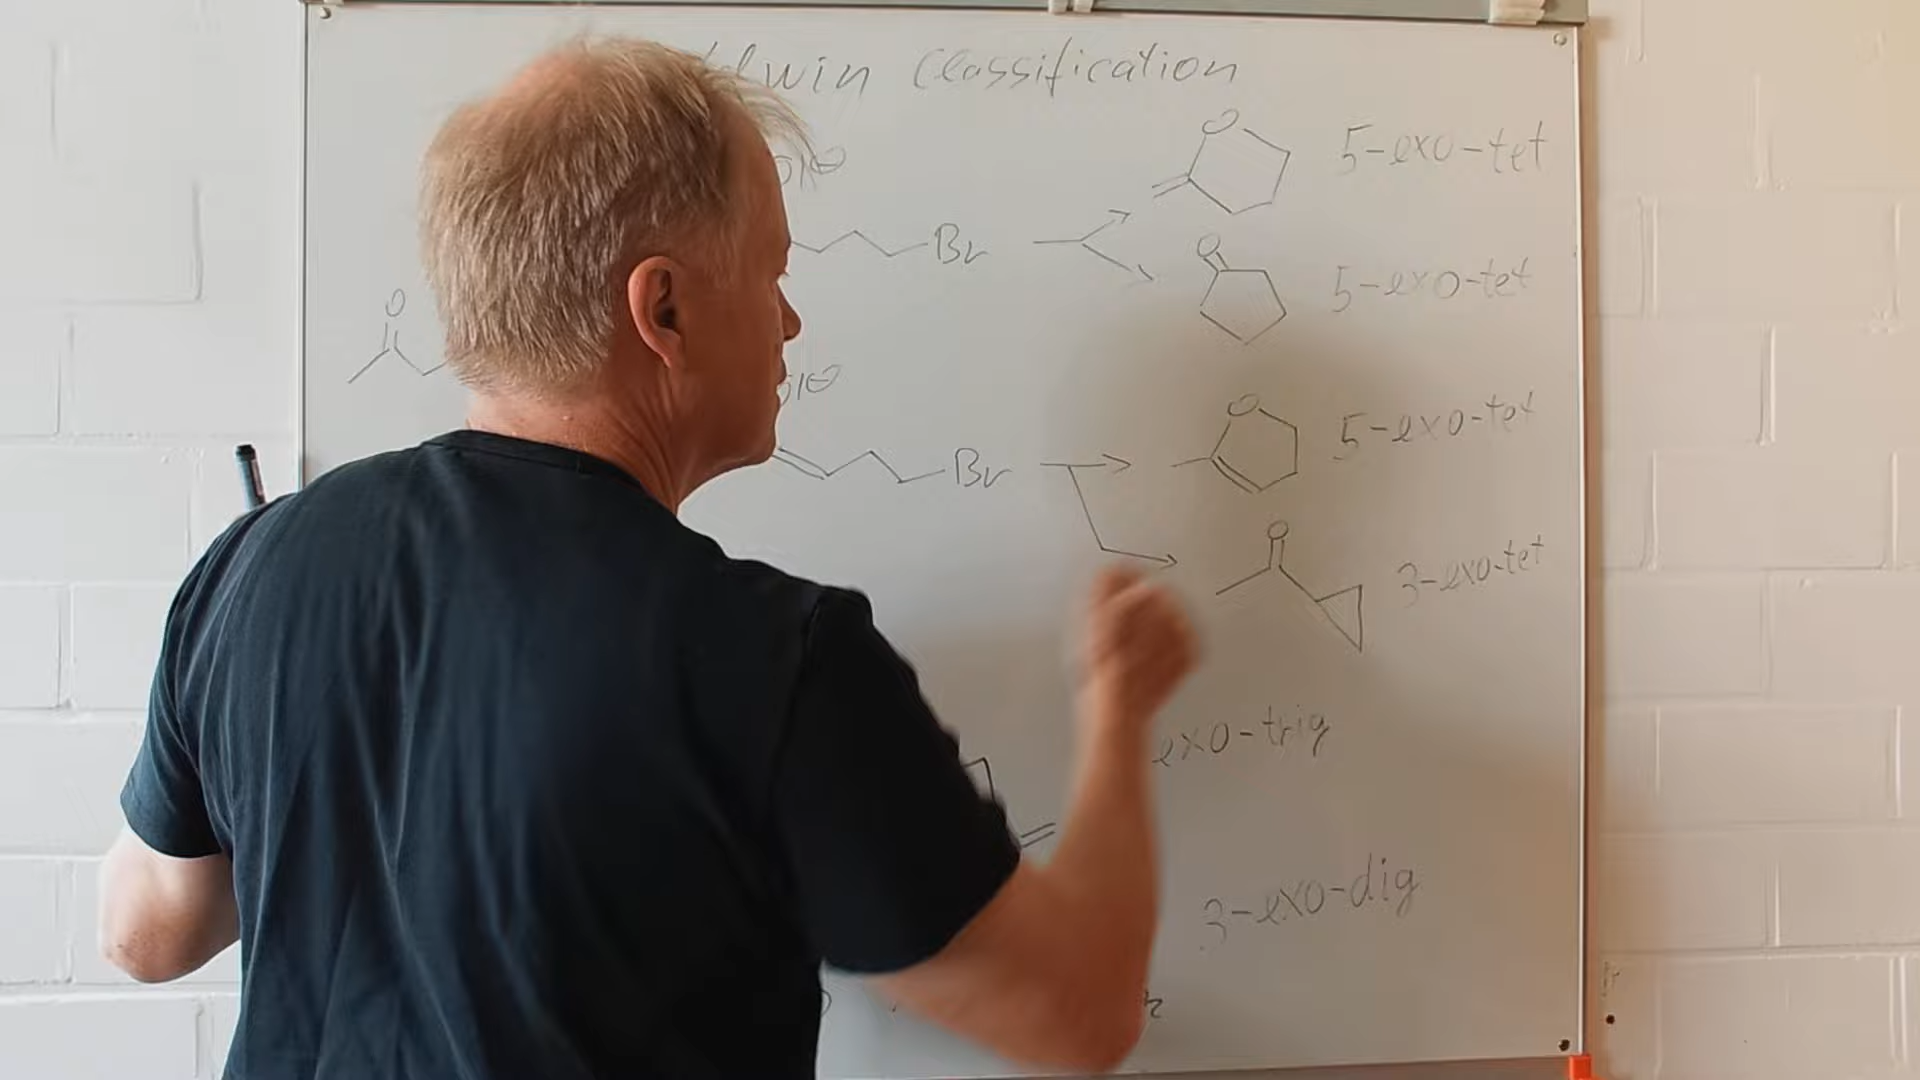 Classification
O
5-exo-tet
Br
O
5-exo-tet
O
O
5-exo-tet
Br
O
3-exo-tet
exo-trig
3-exo-dig